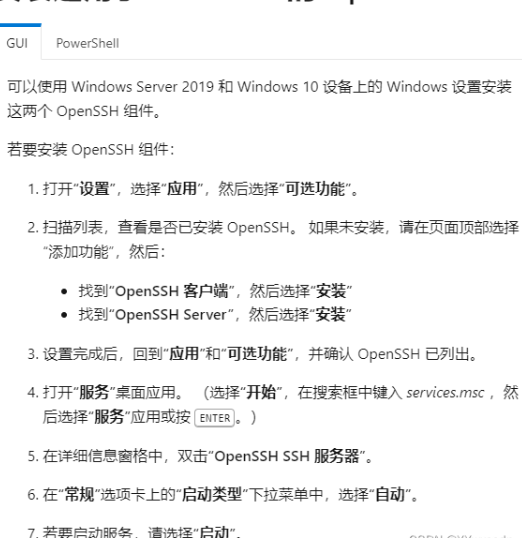 GUI PowerShell
可以使用 Windows Server 2019 和 Windows 10 设备上的 Windows 设置安装
这两个 OpenSSH 组件。
若要安装 OpenSSH 组件：
1. 打开“设置”，选择“应用”，然后选择“可选功能”。
2. 扫描列表，查看是否已安装 OpenSSH。 如果未安装，请在页面顶部选择
“添加功能”，然后：
• 找到“OpenSSH 客户端”，然后选择“安装”
• 找到“OpenSSH Server”，然后选择“安装”
3. 设置完成后，回到“应用”和“可选功能”，并确认 OpenSSH 已列出。
4. 打开“服务”桌面应用。 （选择“开始”，在搜索框中键入 services.msc ，然
后选择“服务”应用或按 ENTER 。）
5. 在详细信息窗格中，双击“OpenSSH SSH 服务器”。
6. 在“常规”选项卡上的“启动类型”下拉菜单中，选择“自动”。
7. 若要启动服务，请选择“启动”。